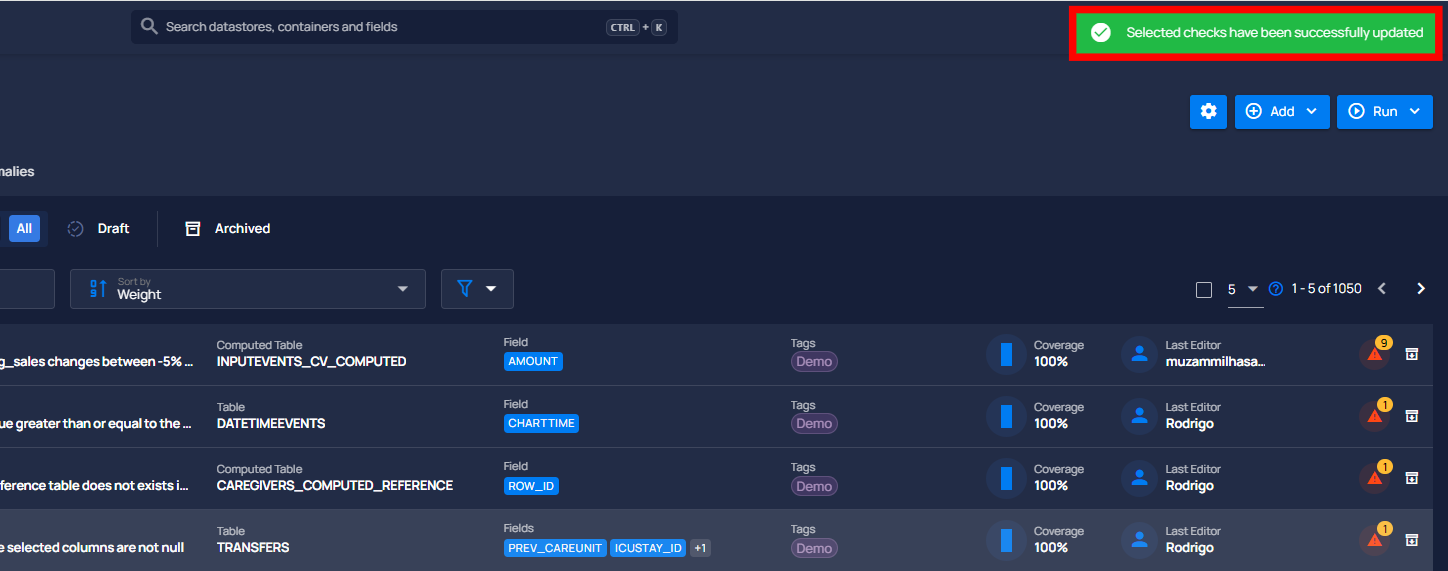 Search datastores, containers and fields
CTRL + K
Selected checks have been successfully updated
Add
Run
malies
All
Draft
Archived
Sort by
Weight
5
1 - 5 of 1050
g_sales changes between -5% ...
Computed Table
INPUTEVENTS_CV_COMPUTED
Field
AMOUNT
Tags
Demo
Coverage
100%
Last Editor
muzammilhasa...
9
ue greater than or equal to the ...
Table
DATETIMEEVENTS
Field
CHARTTIME
Tags
Demo
Coverage
100%
Last Editor
Rodrigo
1
ference table does not exists i...
Computed Table
CAREGIVERS_COMPUTED_REFERENCE
Field
ROW_ID
Tags
Demo
Coverage
100%
Last Editor
Rodrigo
1
e selected columns are not null
Table
TRANSFERS
Fields
PREV_CAREUNIT ICUSTAY_ID +1
Tags
Demo
Coverage
100%
Last Editor
Rodrigo
1